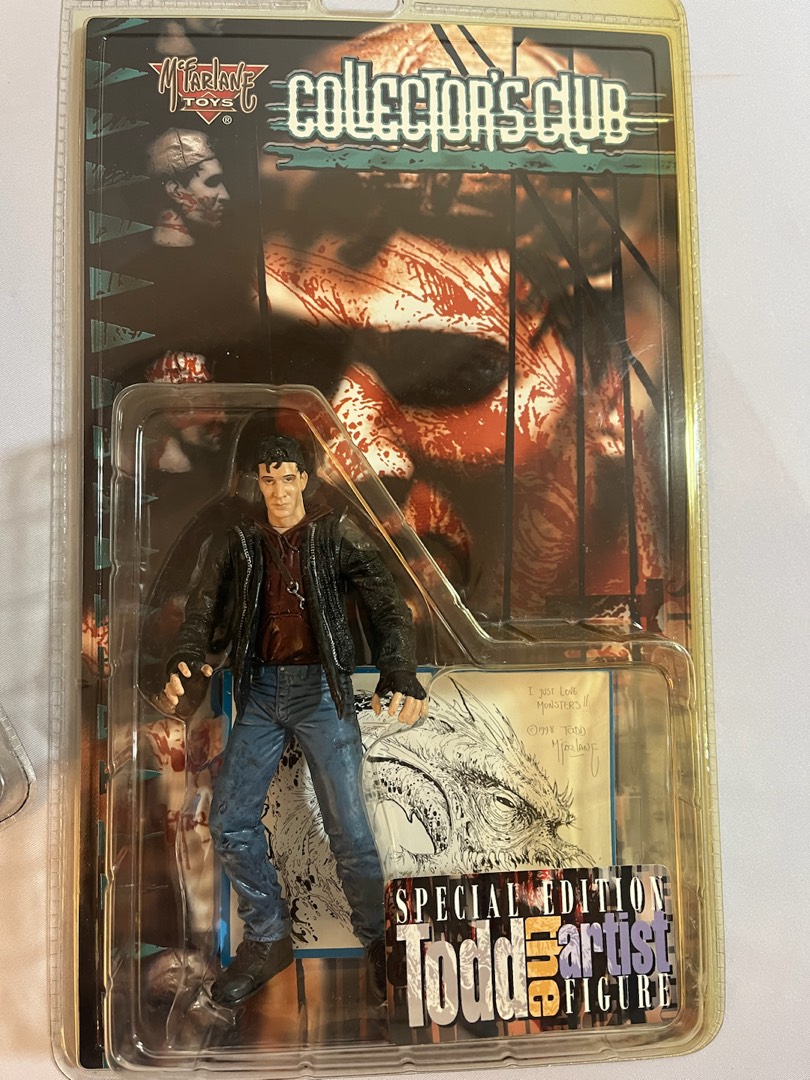 McFARLANE
TOYS
®
COLLECTOR'S CLUB
I JUST LOVE
MONSTERS!!
©1998 TODD
McFARLANE
SPECIAL EDITION
Todd the artist
FIGURE